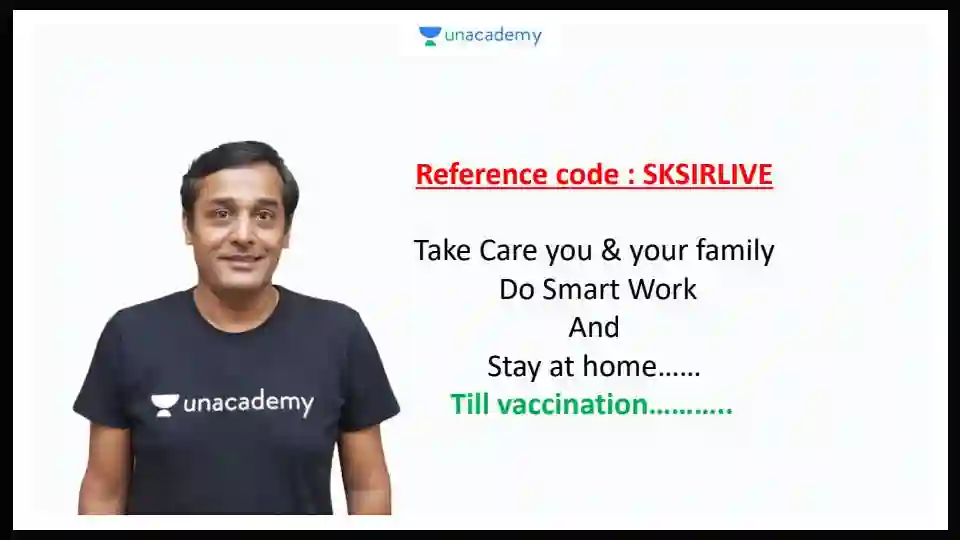 unacademy
Reference code : SKSIRLIVE
Take Care you & your family
Do Smart Work
And
Stay at home......
Till vaccination...........
unacademy